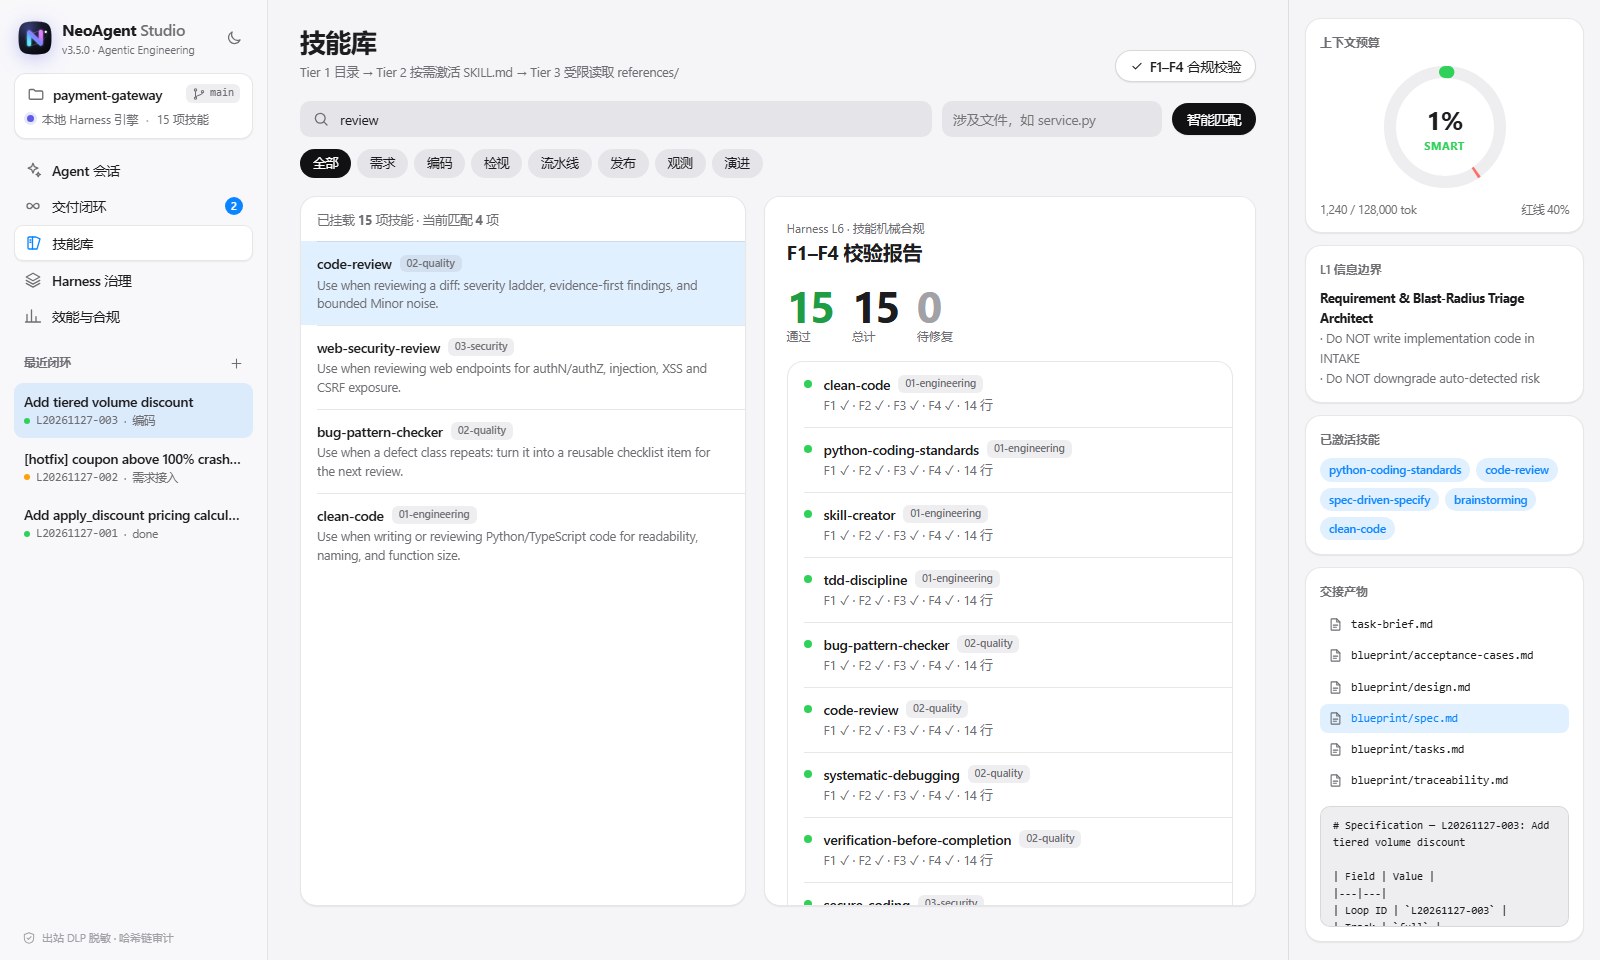 NeoAgent Studio
v3.5.0 · Agentic Engineering
payment-gateway
main
本地 Harness 引擎 · 15 项技能
Agent 会话
交付闭环
2
技能库
Harness 治理
效能与合规
最近闭环
Add tiered volume discount
L20261127-003 · 编码
[hotfix] coupon above 100% crash...
L20261127-002 · 需求接入
Add apply_discount pricing calcul...
L20261127-001 · done
出站 DLP 脱敏 · 哈希链审计
技能库
Tier 1 目录 → Tier 2 按需激活 SKILL.md → Tier 3 受限读取 references/
✓ F1–F4 合规校验
review
涉及文件，如 service.py
智能匹配
全部
需求
编码
检视
流水线
发布
观测
演进
已挂载 15 项技能 · 当前匹配 4 项
code-review 02-quality
Use when reviewing a diff: severity ladder, evidence-first findings, and
bounded Minor noise.
web-security-review 03-security
Use when reviewing web endpoints for authN/authZ, injection, XSS and
CSRF exposure.
bug-pattern-checker 02-quality
Use when a defect class repeats: turn it into a reusable checklist item for
the next review.
clean-code 01-engineering
Use when writing or reviewing Python/TypeScript code for readability,
naming, and function size.
Harness L6 · 技能机械合规
F1–F4 校验报告
15 15 0
通过 总计 待修复
clean-code 01-engineering
F1 ✓ · F2 ✓ · F3 ✓ · F4 ✓ · 14 行
python-coding-standards 01-engineering
F1 ✓ · F2 ✓ · F3 ✓ · F4 ✓ · 14 行
skill-creator 01-engineering
F1 ✓ · F2 ✓ · F3 ✓ · F4 ✓ · 14 行
tdd-discipline 01-engineering
F1 ✓ · F2 ✓ · F3 ✓ · F4 ✓ · 14 行
bug-pattern-checker 02-quality
F1 ✓ · F2 ✓ · F3 ✓ · F4 ✓ · 14 行
code-review 02-quality
F1 ✓ · F2 ✓ · F3 ✓ · F4 ✓ · 14 行
systematic-debugging 02-quality
F1 ✓ · F2 ✓ · F3 ✓ · F4 ✓ · 14 行
verification-before-completion 02-quality
F1 ✓ · F2 ✓ · F3 ✓ · F4 ✓ · 14 行
secure-coding 03-security
上下文预算
1%
SMART
1,240 / 128,000 tok
红线 40%
L1 信息边界
Requirement & Blast-Radius Triage
Architect
· Do NOT write implementation code in
INTAKE
· Do NOT downgrade auto-detected risk
已激活技能
python-coding-standards code-review
spec-driven-specify brainstorming
clean-code
交接产物
task-brief.md
blueprint/acceptance-cases.md
blueprint/design.md
blueprint/spec.md
blueprint/tasks.md
blueprint/traceability.md
# Specification — L20261127-003: Add
tiered volume discount
| Field | Value |
|---|---|
| Loop ID | `L20261127-003` |
| Track | `full` |